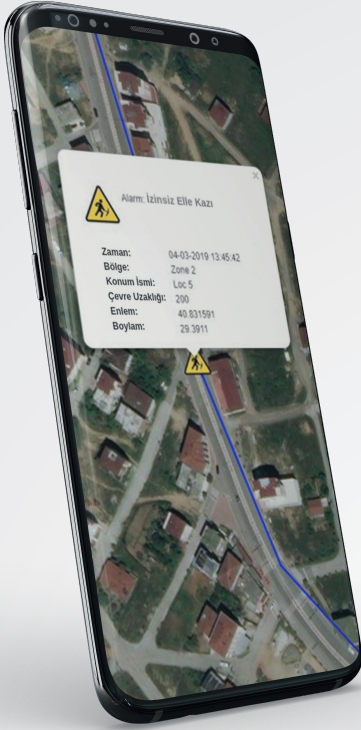 Alarm: İzinsiz Elle Kazı
Zaman: 04-03-2019 13:45:42
Bölge: Zone 2
Konum İsmi: Loc 5
Çevre Uzaklığı: 200
Enlem: 40.831591
Boylam: 29.3911